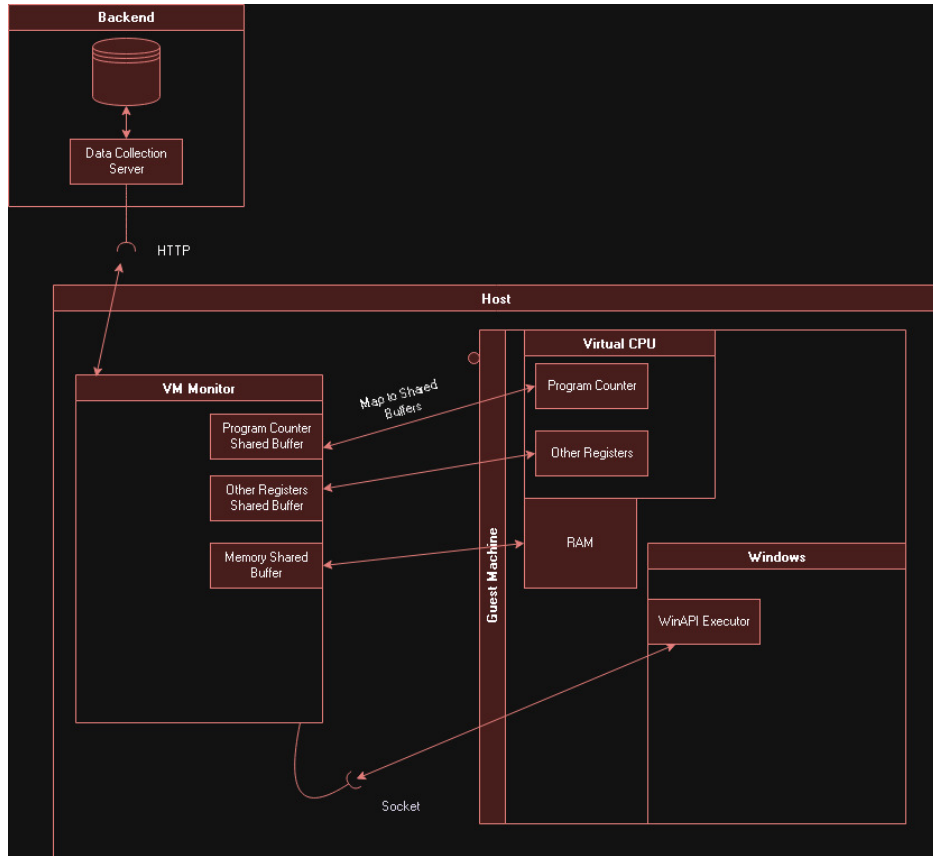 Backend
Data Collection
Server
HTTP
Host
VM Monitor
Program Counter
Shared Buffer
Other Registers
Shared Buffer
Memory Shared
Buffer
Map to Shared
Buffers
Guest Machine
Virtual CPU
Program Counter
Other Registers
RAM
Windows
WinAPI Executor
Socket